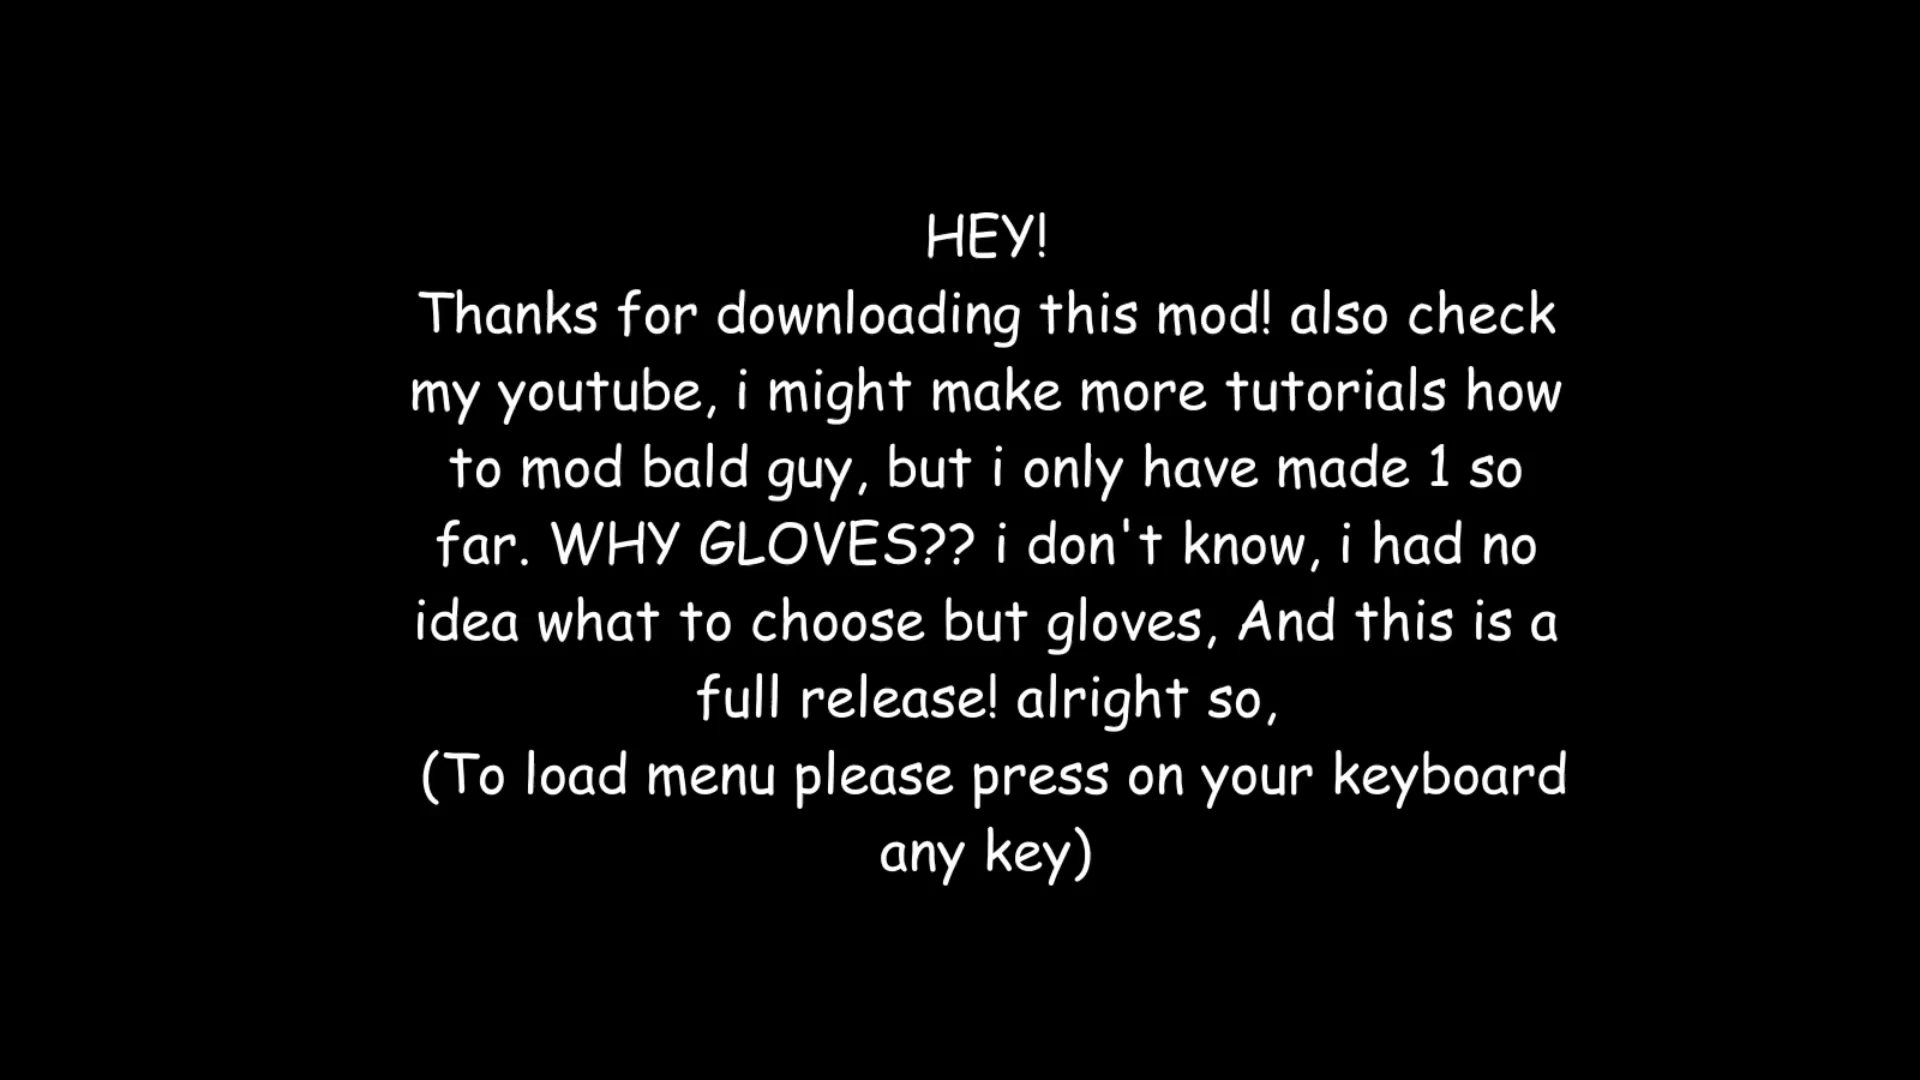 HEY!
Thanks for downloading this mod! also check
my youtube, i might make more tutorials how
to mod bald guy, but i only have made 1 so
far. WHY GLOVES?? i don't know, i had no
idea what to choose but gloves, And this is a
full release! alright so,
(To load menu please press on your keyboard
any key)